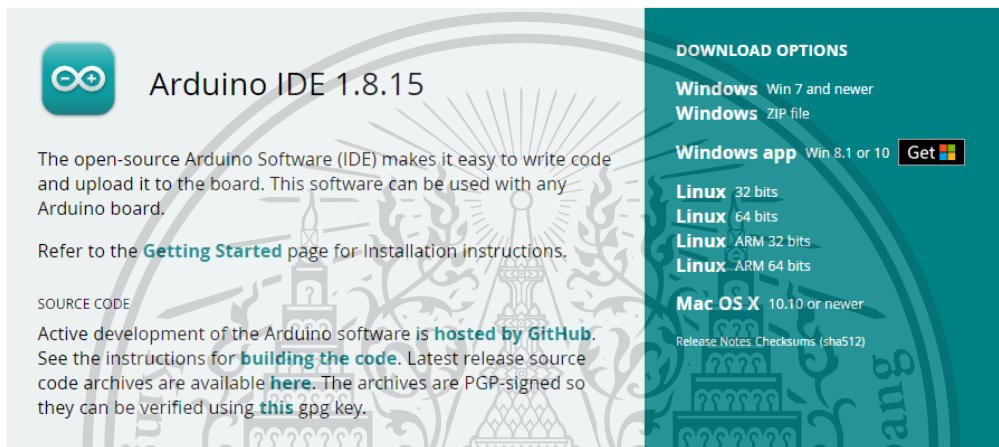 Arduino IDE 1.8.15
The open-source Arduino Software (IDE) makes it easy to write code
and upload it to the board. This software can be used with any
Arduino board.
Refer to the Getting Started page for Installation instructions.
SOURCE CODE
Active development of the Arduino software is hosted by GitHub.
See the instructions for building the code. Latest release source
code archives are available here. The archives are PGP-signed so
they can be verified using this gpg key.
DOWNLOAD OPTIONS
Windows Win 7 and newer
Windows ZIP file
Windows app Win 8.1 or 10 Get
Linux 32 bits
Linux 64 bits
Linux ARM 32 bits
Linux ARM 64 bits
Mac OS X 10.10 or newer
Release Notes Checksums (sha512)